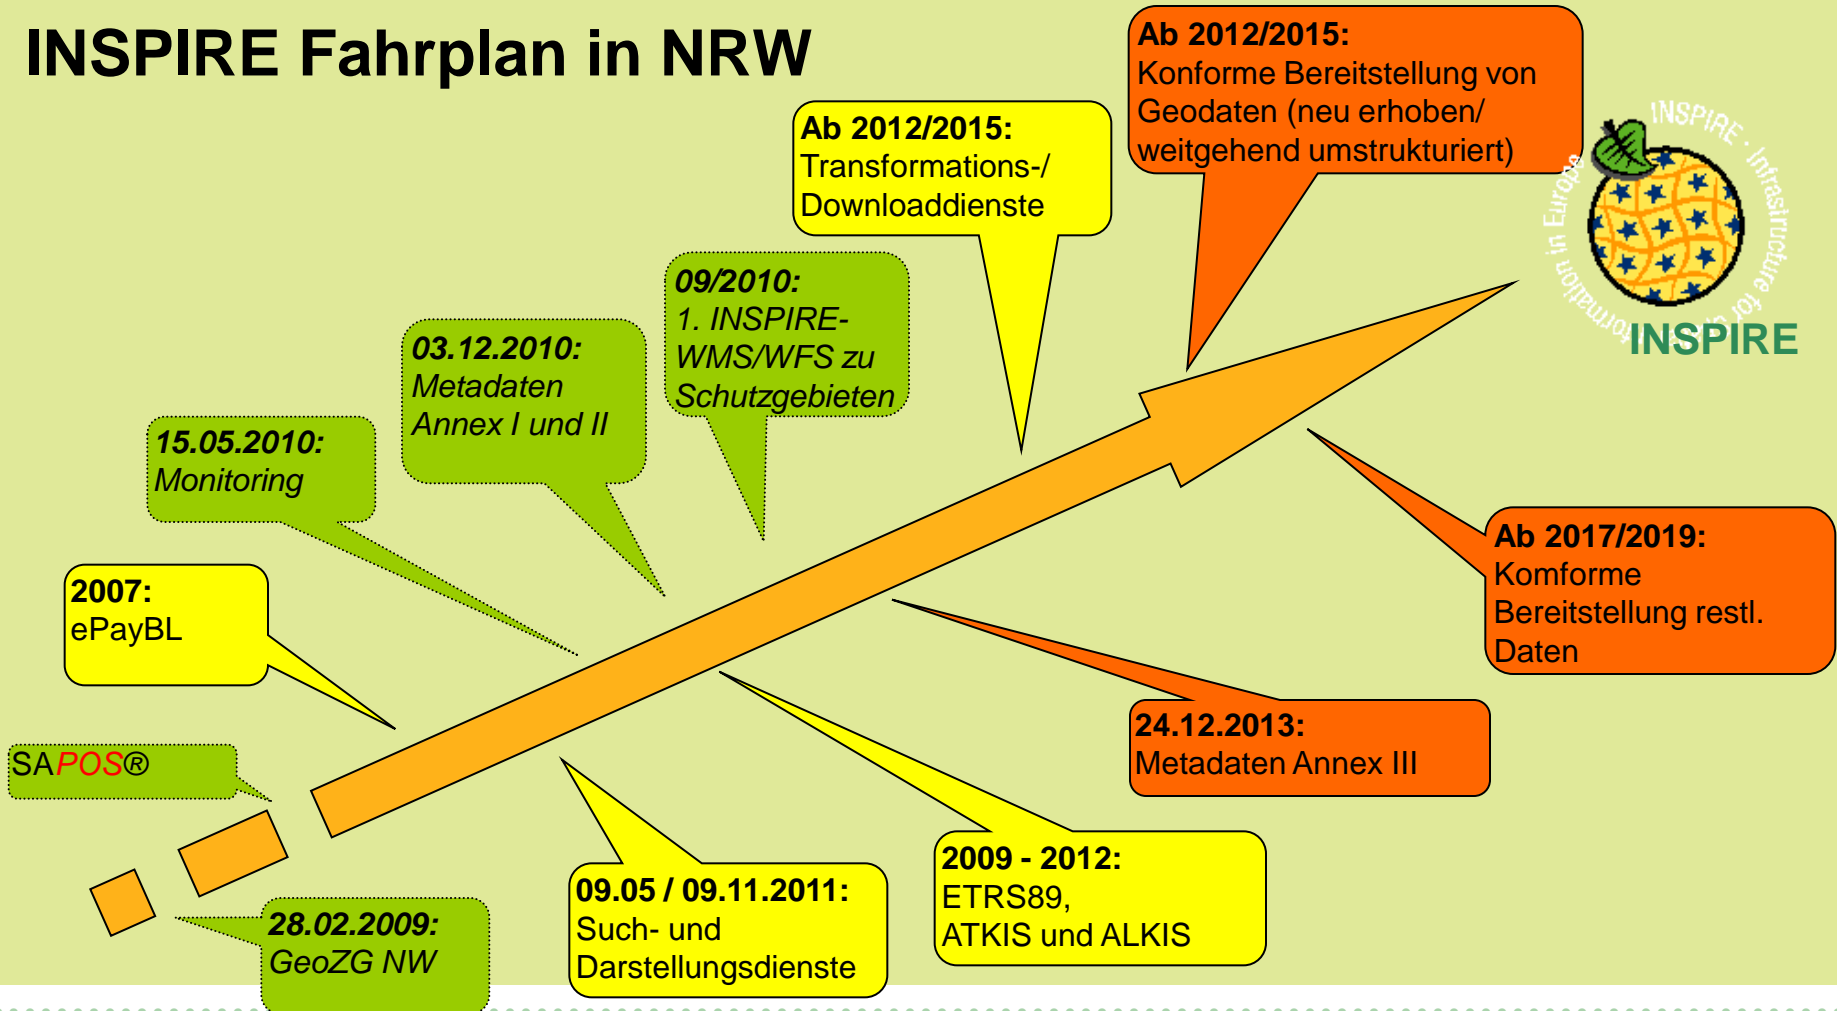 INSPIRE Fahrplan in NRW
Ab 2012/2015:
Konforme Bereitstellung von
Geodaten (neu erhoben/
weitgehend umstrukturiert)
Ab 2012/2015:
Transformations-/
Downloaddienste
09/2010:
1. INSPIRE-
WMS/WFS zu
Schutzgebieten
03.12.2010:
Metadaten
Annex I und II
15.05.2010:
Monitoring
2007:
ePayBL
SAPOS®
28.02.2009:
GeoZG NW
09.05 / 09.11.2011:
Such- und
Darstellungsdienste
2009 - 2012:
ETRS89,
ATKIS und ALKIS
24.12.2013:
Metadaten Annex III
Ab 2017/2019:
Komforme
Bereitstellung restl.
Daten
INSPIRE · Infrastructure for
in Europe
INSPIRE